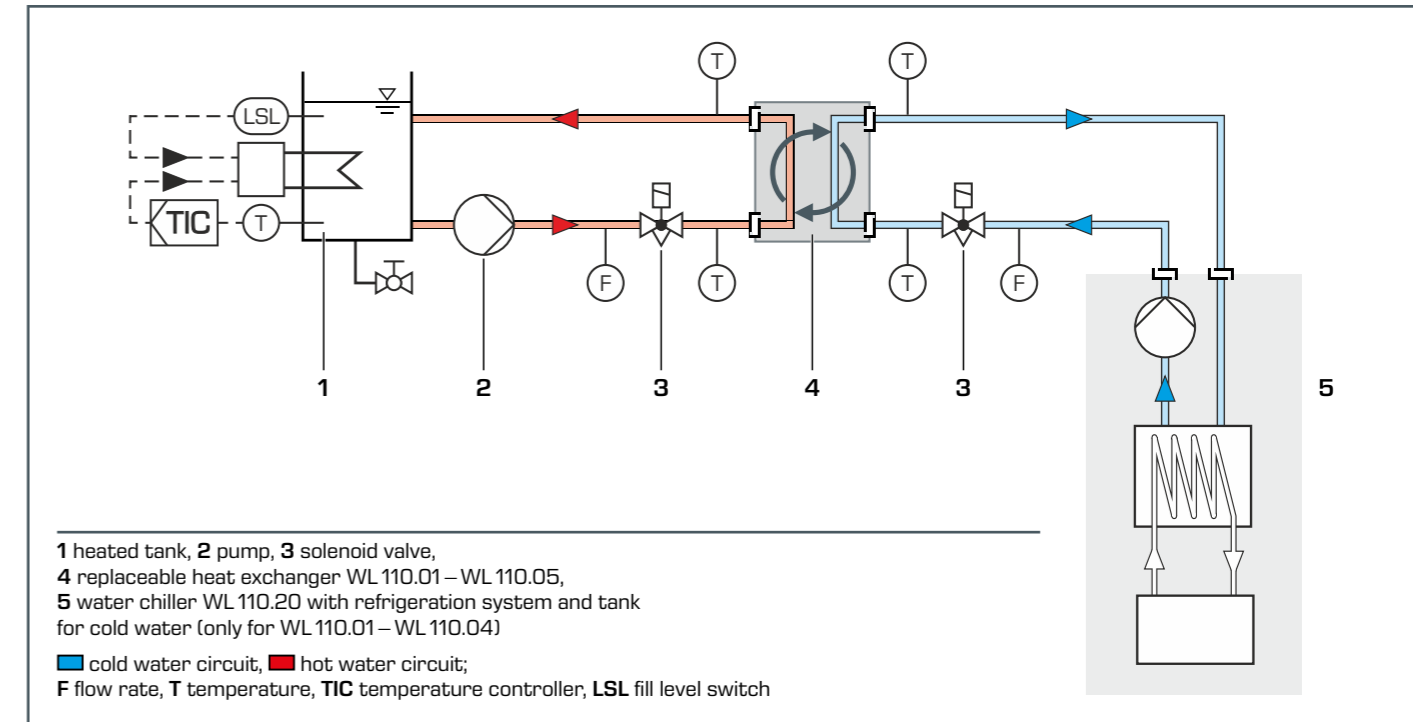 T T
LSL
TIC T
F T T F
1 2 3 4 3 5
1 heated tank, 2 pump, 3 solenoid valve,
4 replaceable heat exchanger WL 110.01 – WL 110.05,
5 water chiller WL 110.20 with refrigeration system and tank
for cold water (only for WL 110.01 – WL 110.04)
cold water circuit, hot water circuit;
F flow rate, T temperature, TIC temperature controller, LSL fill level switch